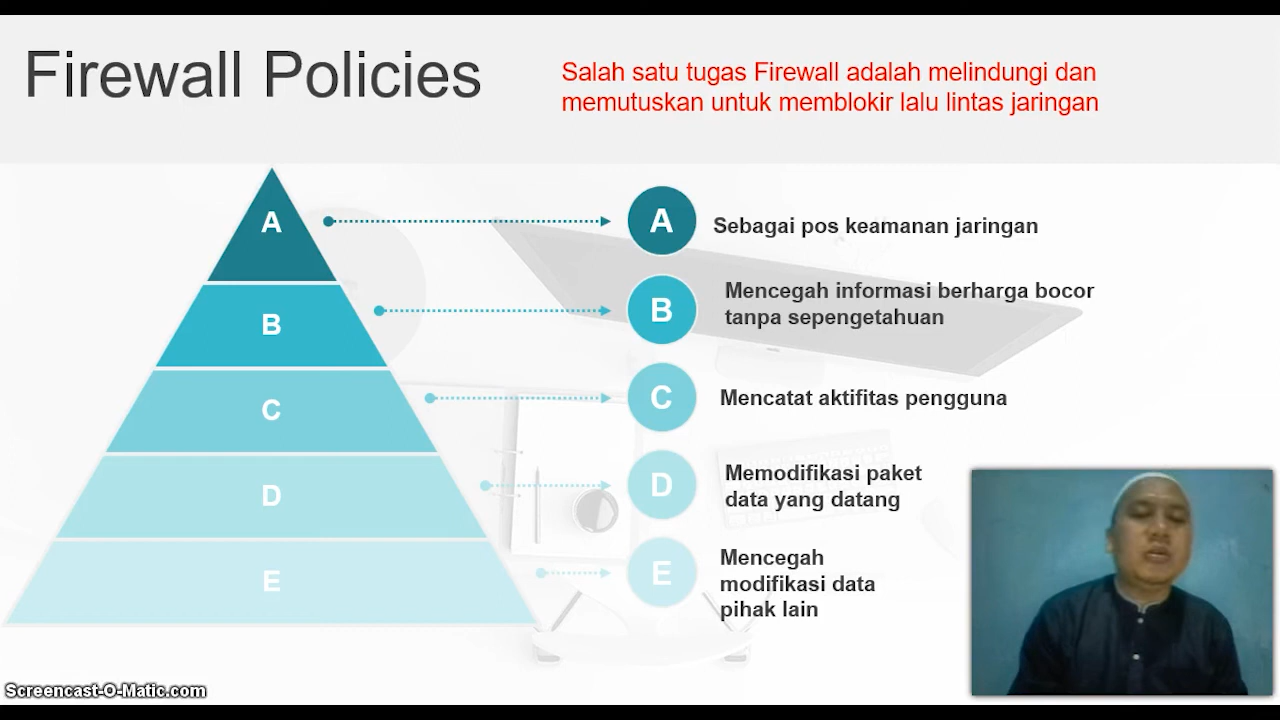 Firewall Policies
Salah satu tugas Firewall adalah melindungi dan
memutuskan untuk memblokir lalu lintas jaringan
A
A
Sebagai pos keamanan jaringan
B
B
Mencegah informasi berharga bocor
tanpa sepengetahuan
C
C
Mencatat aktifitas pengguna
D
D
Memodifikasi paket
data yang datang
E
E
Mencegah
modifikasi data
pihak lain
Screencast-O-Matic.com